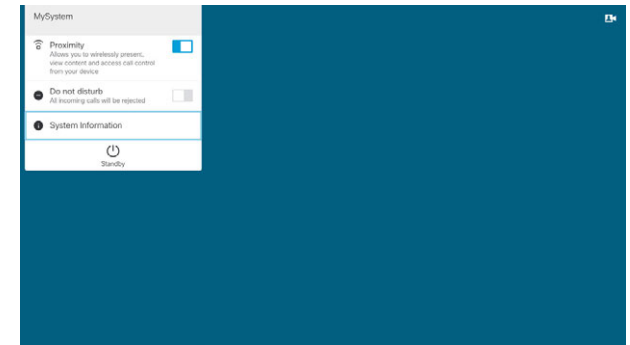 MySystem
Proximity
Allows you to wirelessly present,
view content and access call control
from your device
Do not disturb
All incoming calls will be rejected
System Information
Standby